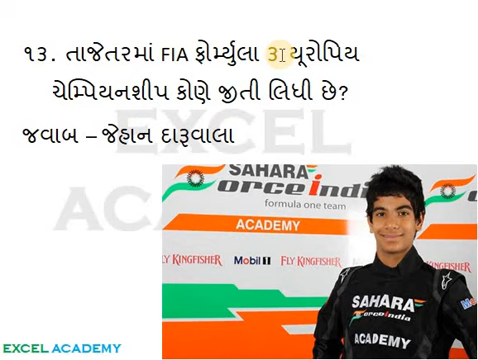 ૧૩. તાજેતરમાં FIA ફોર્મ્યુલા 3 યૂરોપિય
ચેમ્પિયનશીપ કોણે જીતી લિધી છે?
જવાબ – જેહાન દારૂવાલા
EXCEL
ACADEMY
SAHARA
force india
formula one team
ACADEMY
FLY KINGFISHER Mobil 1 FLY KINGFISHER
SAHARA
force india
ACADEMY
EXCEL ACADEMY